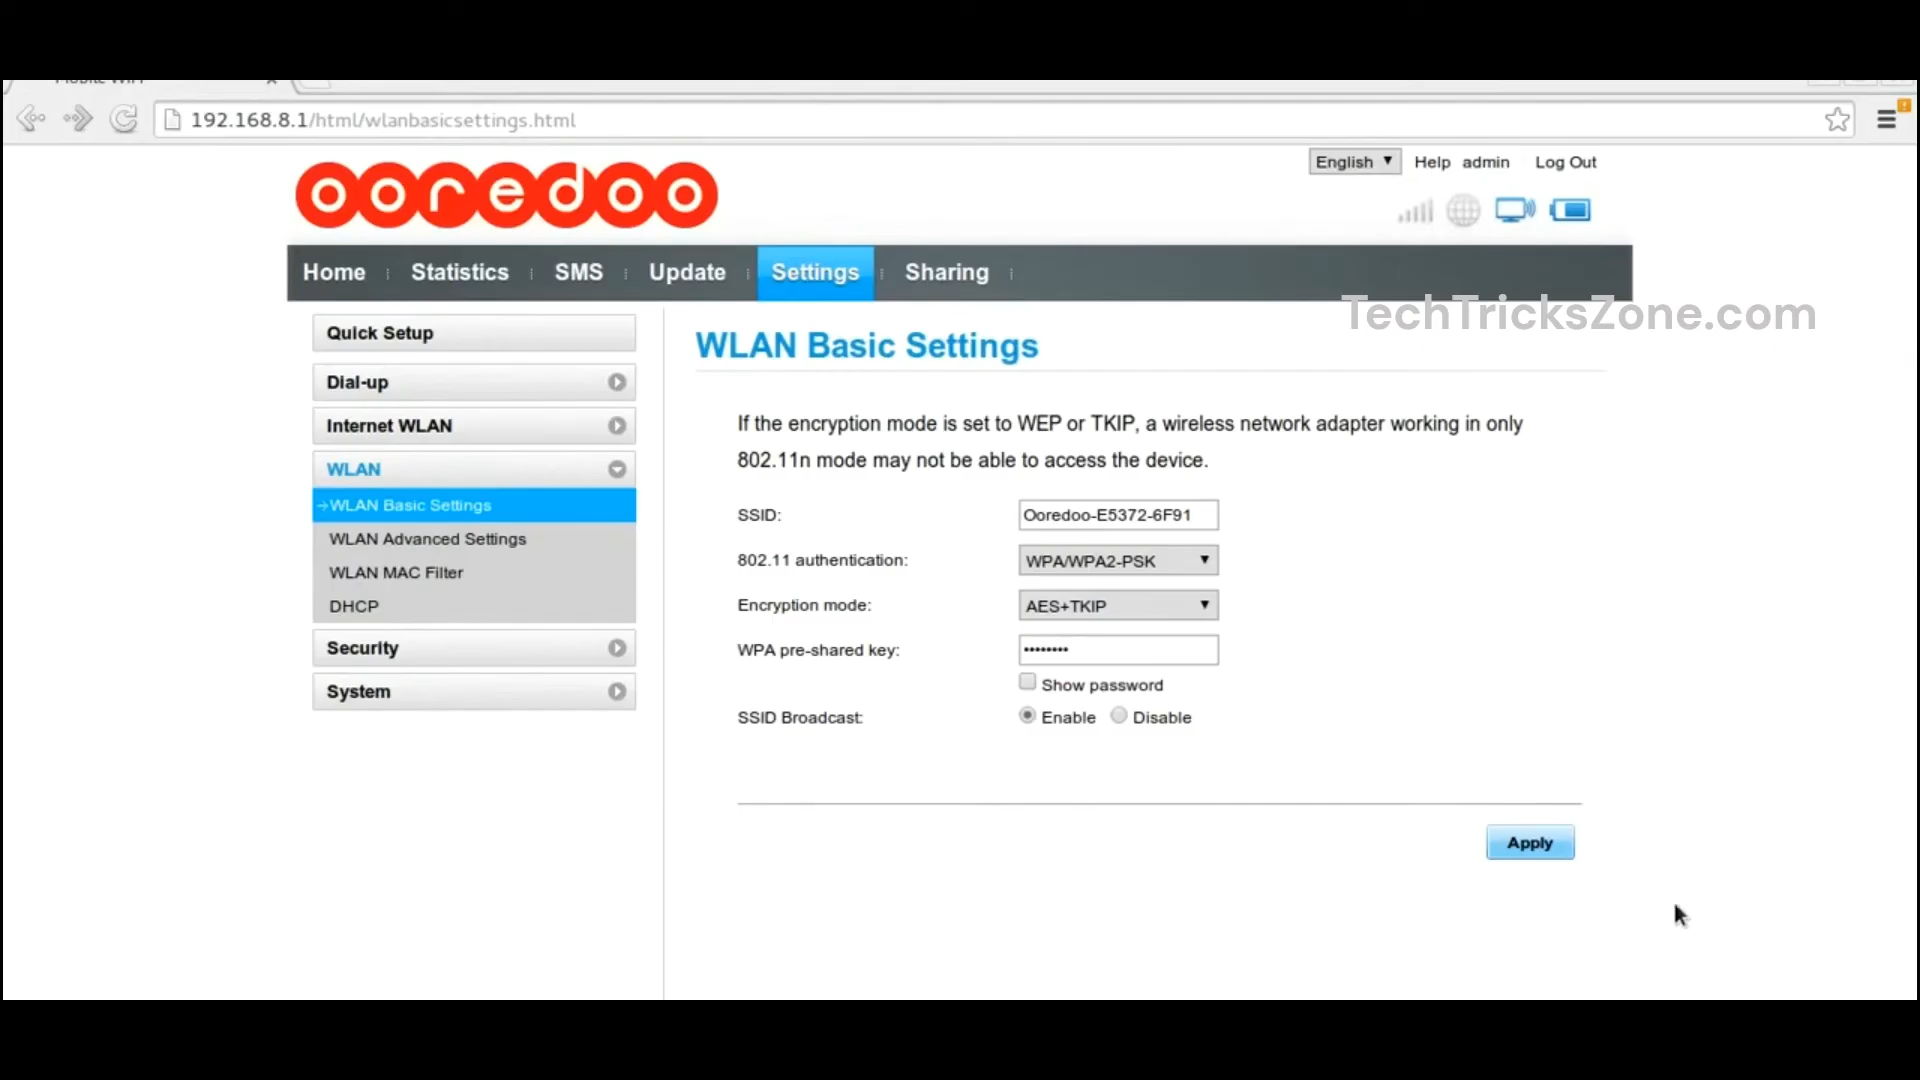 Mobile WiFi
192.168.8.1/html/wlanbasicsettings.html
English Help admin Log Out
ooredoo
Home Statistics SMS Update Settings Sharing
TechTricksZone.com
Quick Setup
Dial-up
Internet WLAN
WLAN
WLAN Basic Settings
WLAN Advanced Settings
WLAN MAC Filter
DHCP
Security
System
WLAN Basic Settings
If the encryption mode is set to WEP or TKIP, a wireless network adapter working in only
802.11n mode may not be able to access the device.
SSID: Ooredoo-E5372-6F91
802.11 authentication: WPA/WPA2-PSK
Encryption mode: AES+TKIP
WPA pre-shared key: ••••••••
Show password
SSID Broadcast: Enable Disable
Apply